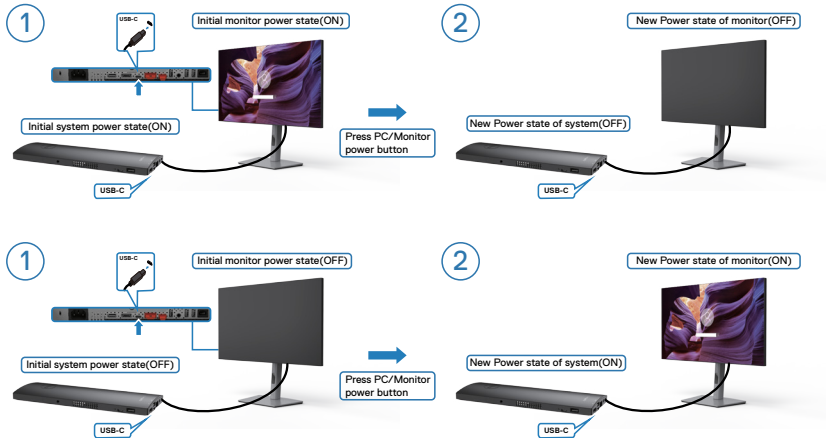 1
USB-C
Initial monitor power state(ON)
Initial system power state(ON)
USB-C
Press PC/Monitor
power button
2
New Power state of monitor(OFF)
New Power state of system(OFF)
USB-C
1
USB-C
Initial monitor power state(OFF)
Initial system power state(OFF)
USB-C
Press PC/Monitor
power button
2
New Power state of monitor(ON)
New Power state of system(ON)
USB-C